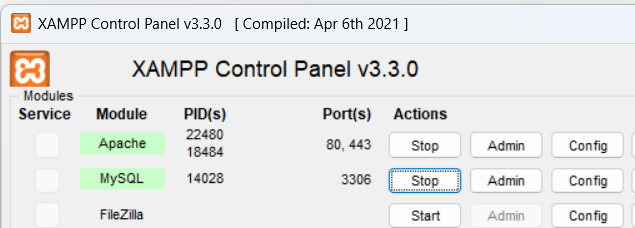 XAMPP Control Panel v3.3.0 [ Compiled: Apr 6th 2021 ]
XAMPP Control Panel v3.3.0
Modules
Service Module PID(s) Port(s) Actions
Apache 22480 18484 80, 443 Stop Admin Config
MySQL 14028 3306 Stop Admin Config
FileZilla Start Admin Config